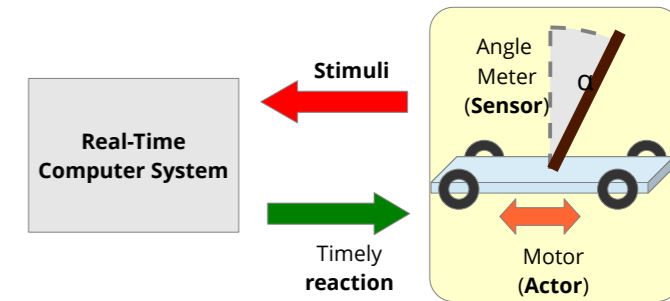 Real-Time
Computer System
Stimuli
Timely
reaction
Angle
Meter
(Sensor)
α
Motor
(Actor)